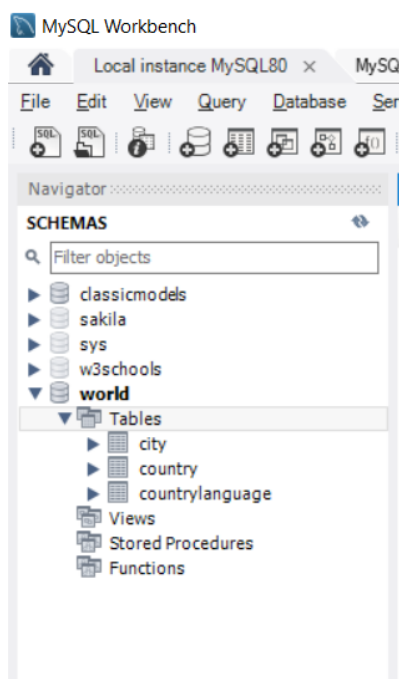 MySQL Workbench
Local instance MySQL80 × MySQ
File Edit View Query Database Ser
SQL SQL
Navigator
SCHEMAS
Filter objects
classicmodels
sakila
sys
w3schools
world
Tables
city
country
countrylanguage
Views
Stored Procedures
Functions